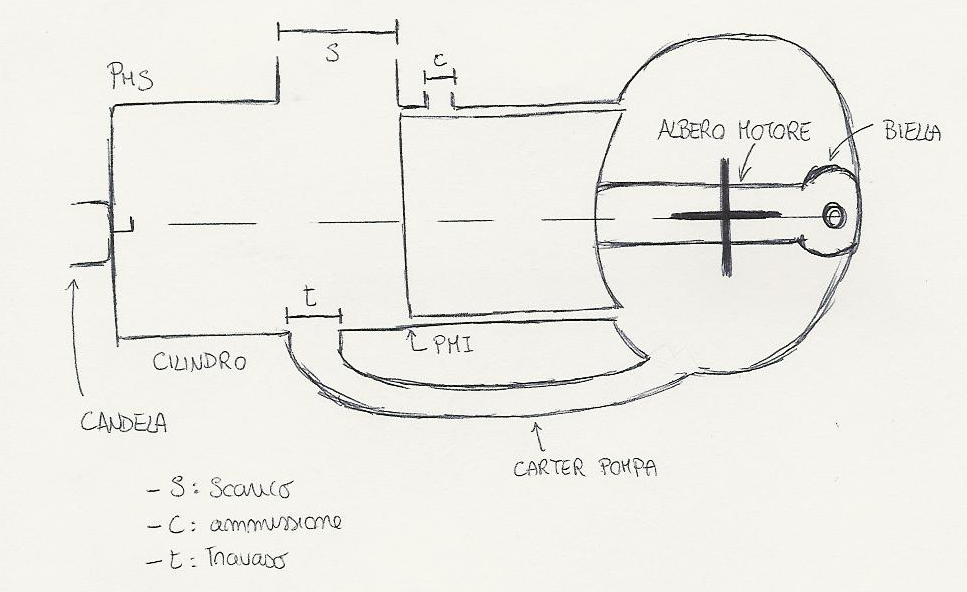 S
C
PMS
ALBERO MOTORE
BIELLA
t
PMI
CILINDRO
CANDELA
CARTER POMPA
- S: Scarico
- C: ammissione
- t: Travaso